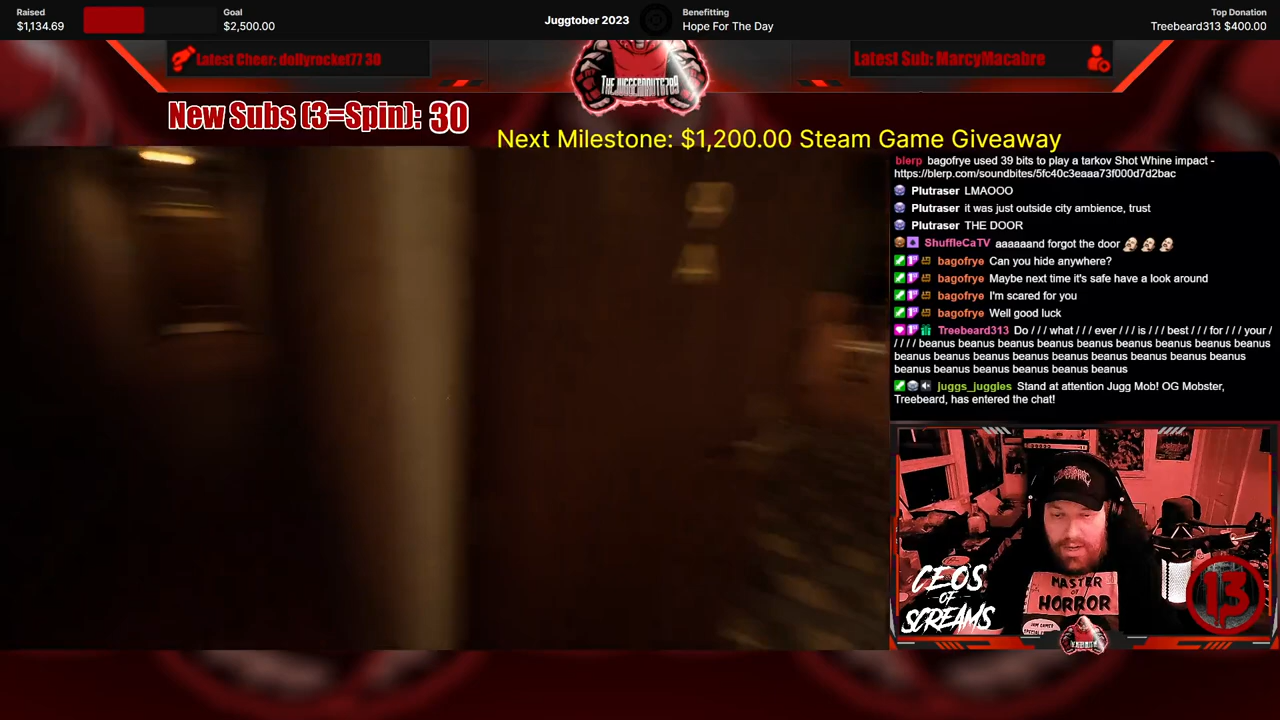 Raised
$1,134.69
Goal
$2,500.00
Juggtober 2023
Benefitting
Hope For The Day
Top Donation
Treebeard313 $400.00
Latest Cheer: dollyrocket77 30
THEJUGGERNAUT6789
Latest Sub: MarcyMacabre
New Subs (3=Spin): 30
Next Milestone: $1,200.00 Steam Game Giveaway
blerp bagofrye used 39 bits to play a tarkov Shot Whine impact -
https://blerp.com/soundbites/5fc40c3eaaa73f000d7d2bac
Plutraser LMAOOO
Plutraser it was just outside city ambience, trust
Plutraser THE DOOR
ShuffleCaTV aaaaaand forgot the door
bagofrye Can you hide anywhere?
bagofrye Maybe next time it's safe have a look around
bagofrye I'm scared for you
bagofrye Well good luck
Treebeard313 Do / / / what / / / ever / / / is / / / best / / / for / / / your /
/ / / / beanus beanus beanus beanus beanus beanus beanus beanus
beanus beanus beanus beanus beanus beanus beanus beanus
beanus beanus beanus beanus beanus beanus
juggs_juggles Stand at attention Jugg Mob! OG Mobster,
Treebeard, has entered the chat!
CEOS
OF
SCREAMS
MASTER
OF
HORROR
13